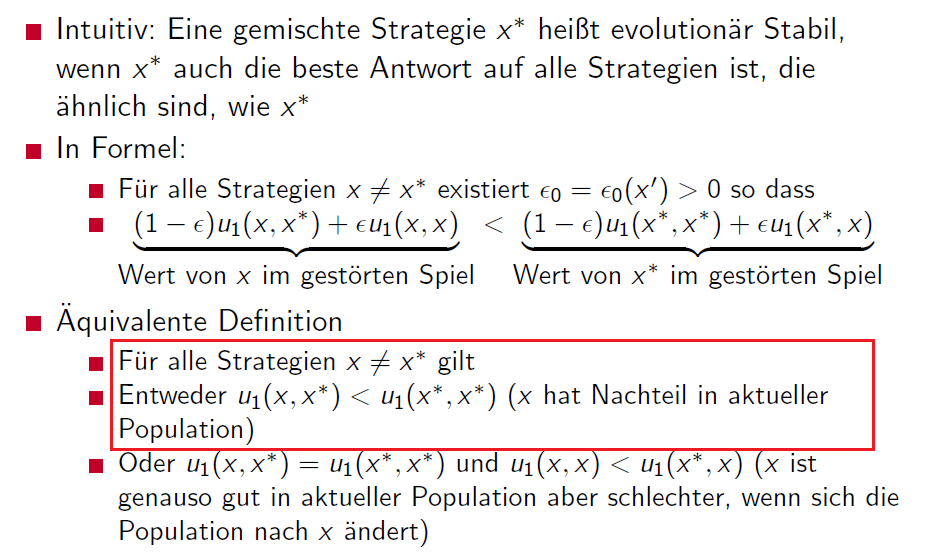 Intuitiv: Eine gemischte Strategie x* heißt evolutionär Stabil,
wenn x* auch die beste Antwort auf alle Strategien ist, die
ähnlich sind, wie x*
In Formel:
Für alle Strategien x ≠ x* existiert ϵ₀ = ϵ₀(x′) > 0 so dass
(1 − ϵ)u₁(x, x*) + ϵu₁(x, x) < (1 − ϵ)u₁(x*, x*) + ϵu₁(x*, x)
Wert von x im gestörten Spiel Wert von x* im gestörten Spiel
Äquivalente Definition
Für alle Strategien x ≠ x* gilt
Entweder u₁(x, x*) < u₁(x*, x*) (x hat Nachteil in aktueller
Population)
Oder u₁(x, x*) = u₁(x*, x*) und u₁(x, x) < u₁(x*, x) (x ist
genauso gut in aktueller Population aber schlechter, wenn sich die
Population nach x ändert)